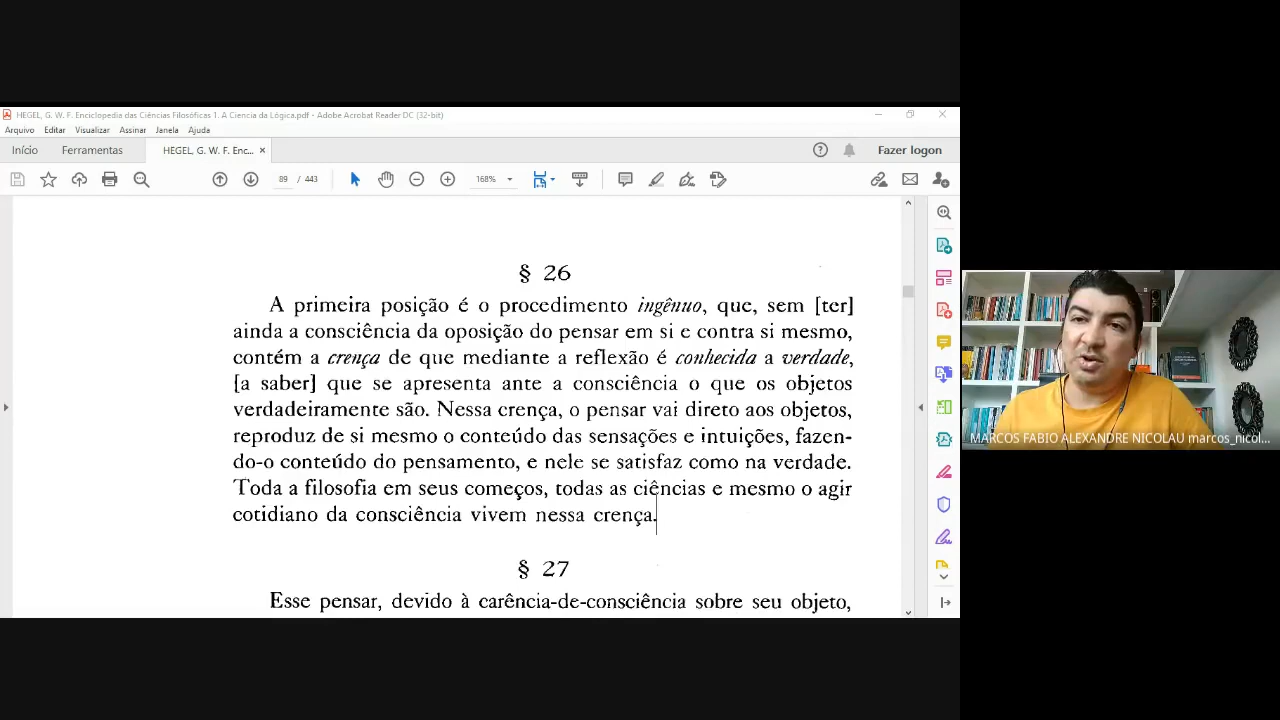 HEGEL, G. W. F. Enciclopedia das Ciências Filosóficas 1. A Ciencia da Lógica.pdf - Adobe Acrobat Reader DC (32-bit)
Arquivo Editar Visualizar Assinar Janela Ajuda
Início Ferramentas HEGEL, G. W. F. Enc... × Fazer logon
89 / 443 168%
§ 26
A primeira posição é o procedimento ingênuo, que, sem [ter]
ainda a consciência da oposição do pensar em si e contra si mesmo,
contém a crença de que mediante a reflexão é conhecida a verdade,
[a saber] que se apresenta ante a consciência o que os objetos
verdadeiramente são. Nessa crença, o pensar vai direto aos objetos,
reproduz de si mesmo o conteúdo das sensações e intuições, fazen-
do-o conteúdo do pensamento, e nele se satisfaz como na verdade.
Toda a filosofia em seus começos, todas as ciências e mesmo o agir
cotidiano da consciência vivem nessa crença.
§ 27
Esse pensar, devido à carência-de-consciência sobre seu objeto,
MARCOS FABIO ALEXANDRE NICOLAU marcos_nicol...